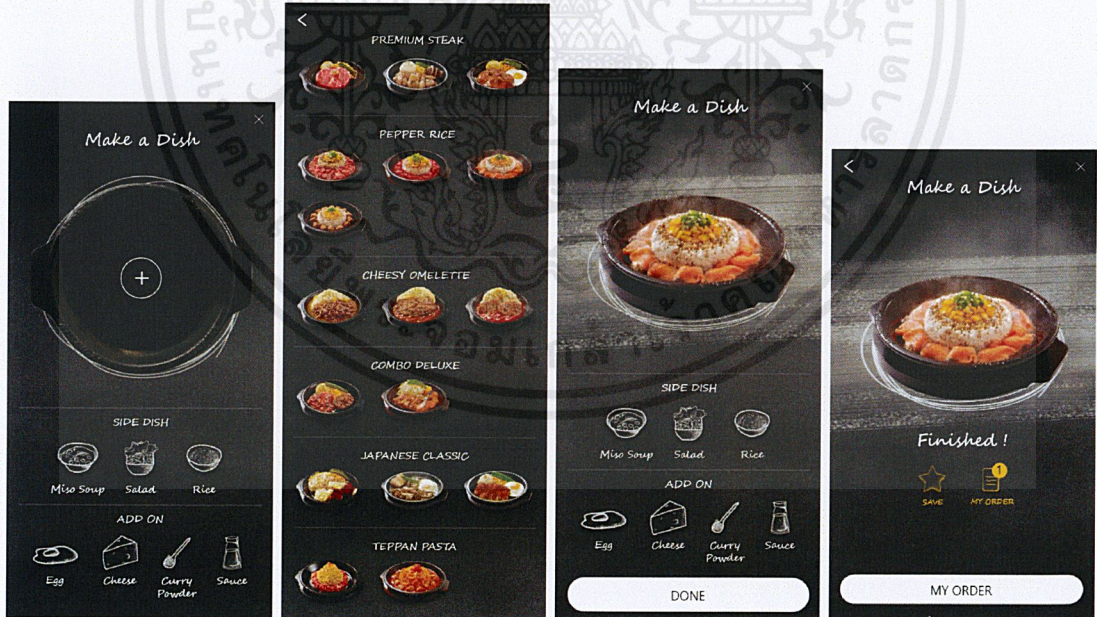 Make a Dish
SIDE DISH
Miso Soup Salad Rice
ADD ON
Egg Cheese Curry Powder Sauce
PREMIUM STEAK
PEPPER RICE
CHEESY OMELETTE
COMBO DELUXE
JAPANESE CLASSIC
TEPPAN PASTA
Make a Dish
SIDE DISH
Miso Soup Salad Rice
ADD ON
Egg Cheese Curry Powder Sauce
DONE
Make a Dish
Finished !
1
SAVE MY ORDER
MY ORDER